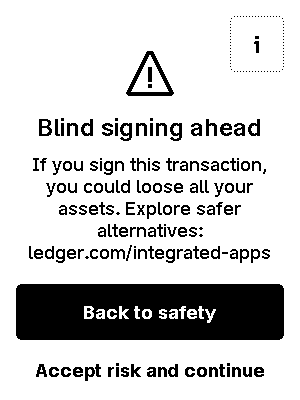 i
Blind signing ahead
If you sign this transaction,
you could loose all your
assets. Explore safer
alternatives:
ledger.com/integrated-apps
Back to safety
Accept risk and continue